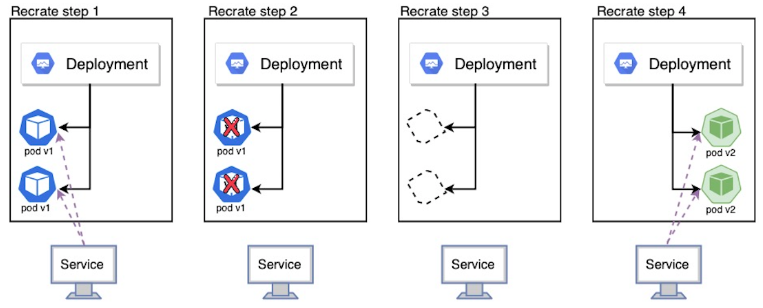 Recrate step 1
Deployment
pod v1
pod v1
Service
Recrate step 2
Deployment
pod v1
pod v1
Service
Recrate step 3
Deployment
Service
Recrate step 4
Deployment
pod v2
pod v2
Service